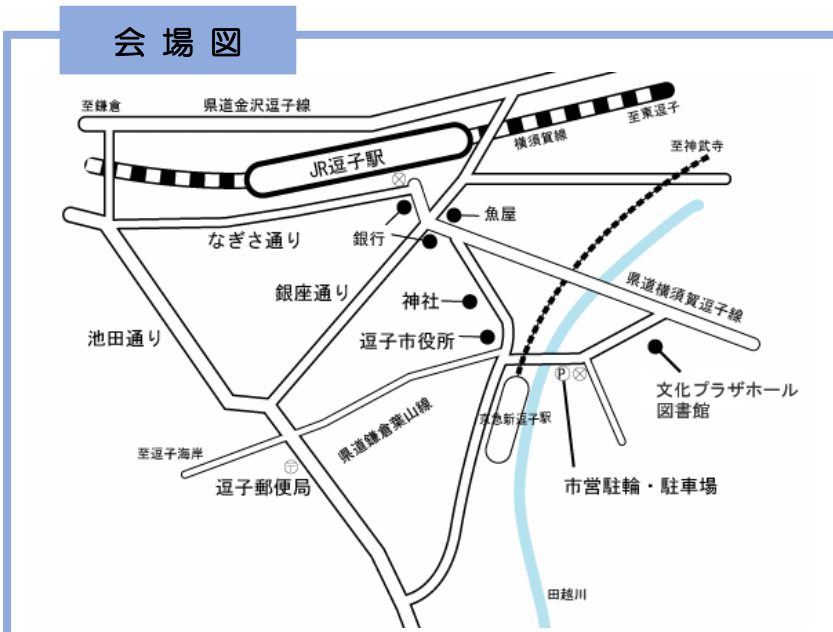 会場図
至鎌倉
県道金沢逗子線
至東逗子
横須賀線
JR逗子駅
至神武寺
魚屋
銀行
なぎさ通り
銀座通り
県道横須賀逗子線
神社
池田通り
逗子市役所
P
文化プラザホール
図書館
京急新逗子駅
県道鎌倉葉山線
至逗子海岸
〒
逗子郵便局
市営駐輪・駐車場
田越川